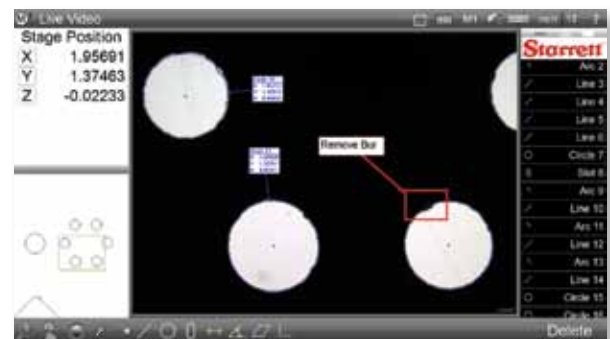 Live Video
Stage Position
X 1.95691
Y 1.37463
Z -0.02233
Remove Bur
Starrett
Arc 2
Line 3
Line 4
Line 5
Line 6
Circle 7
Slot 8
Arc 9
Line 10
Arc 11
Line 12
Arc 13
Line 14
Circle 15
Circle 16
Delete